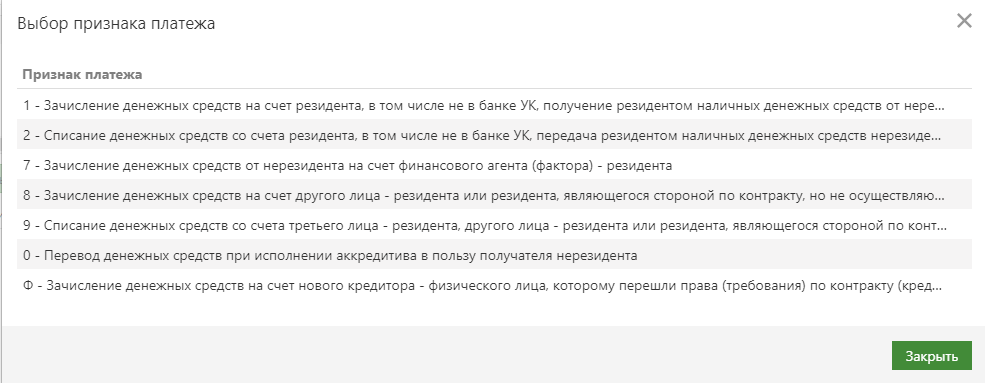 Выбор признака платежа
Признак платежа
1 - Зачисление денежных средств на счет резидента, в том числе не в банке УК, получение резидентом наличных денежных средств от нере...
2 - Списание денежных средств со счета резидента, в том числе не в банке УК, передача резидентом наличных денежных средств нерезиде...
7 - Зачисление денежных средств от нерезидента на счет финансового агента (фактора) - резидента
8 - Зачисление денежных средств на счет другого лица - резидента или резидента, являющегося стороной по контракту, но не осуществляю...
9 - Списание денежных средств со счета третьего лица - резидента, другого лица - резидента или резидента, являющегося стороной по конт...
0 - Перевод денежных средств при исполнении аккредитива в пользу получателя нерезидента
Ф - Зачисление денежных средств на счет нового кредитора - физического лица, которому перешли права (требования) по контракту (кред...
Закрыть